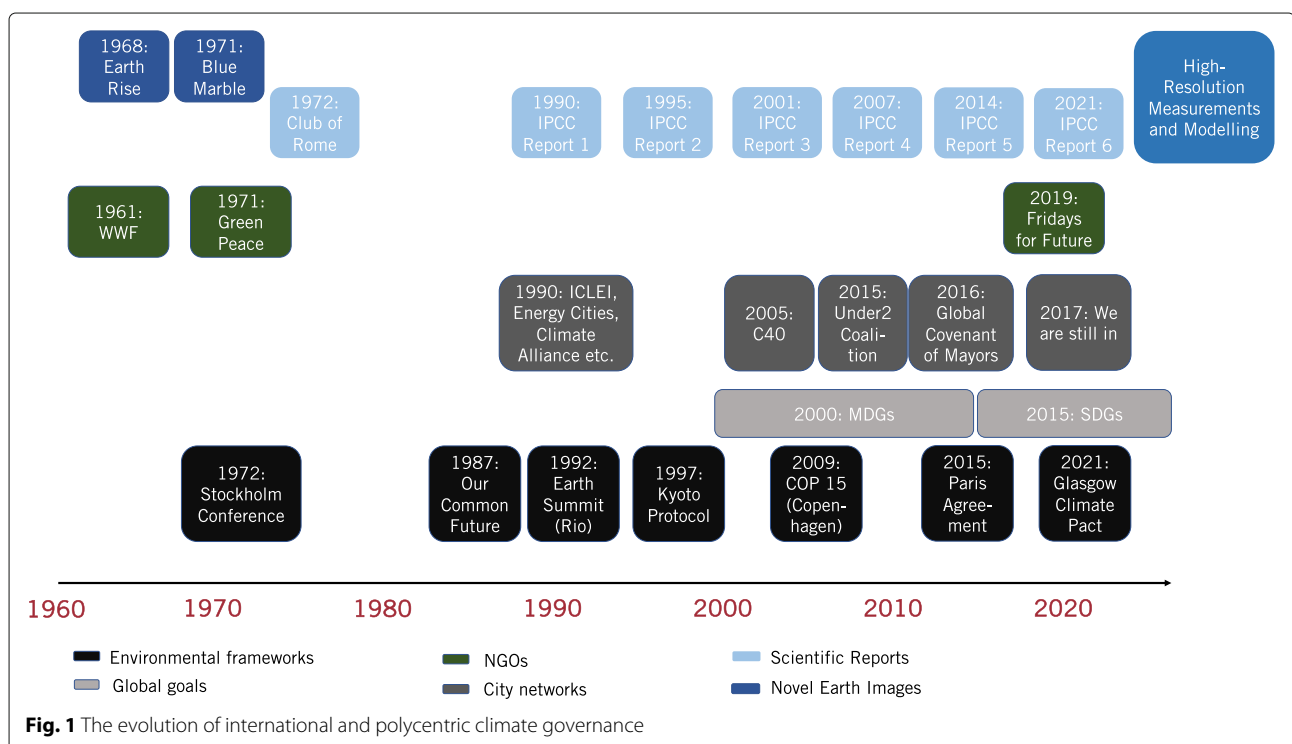 1968:
Earth
Rise
1971:
Blue
Marble
1972:
Club of
Rome
1990:
IPCC
Report 1
1995:
IPCC
Report 2
2001:
IPCC
Report 3
2007:
IPCC
Report 4
2014:
IPCC
Report 5
2021:
IPCC
Report 6
High-
Resolution
Measurements
and Modelling
1961:
WWF
1971:
Green
Peace
2019:
Fridays
for Future
1990: ICLEI,
Energy Cities,
Climate
Alliance etc.
2005:
C40
2015:
Under2
Coali-
tion
2016:
Global
Covenant
of Mayors
2017: We
are still in
2000: MDGs
2015: SDGs
1972:
Stockholm
Conference
1987:
Our
Common
Future
1992:
Earth
Summit
(Rio)
1997:
Kyoto
Protocol
2009:
COP 15
(Copen-
hagen)
2015:
Paris
Agree-
ment
2021:
Glasgow
Climate
Pact
1960 1970 1980 1990 2000 2010 2020
Environmental frameworks
NGOs
Scientific Reports
Global goals
City networks
Novel Earth Images
Fig. 1 The evolution of international and polycentric climate governance